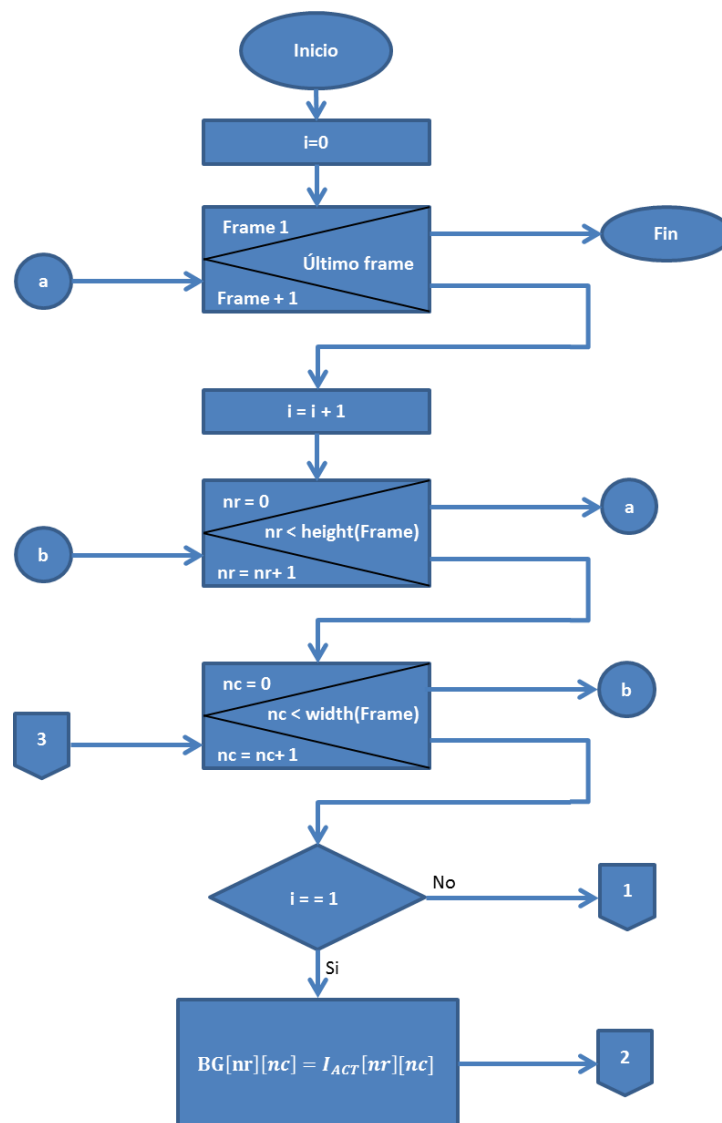 Inicio
i=0
Frame 1
Último frame
Frame + 1
Fin
a
i = i + 1
nr = 0
nr < height(Frame)
nr = nr+ 1
a
b
nc = 0
nc < width(Frame)
nc = nc+ 1
b
3
i = = 1
No
1
Si
BG[nr][nc] = I_ACT[nr][nc]
2